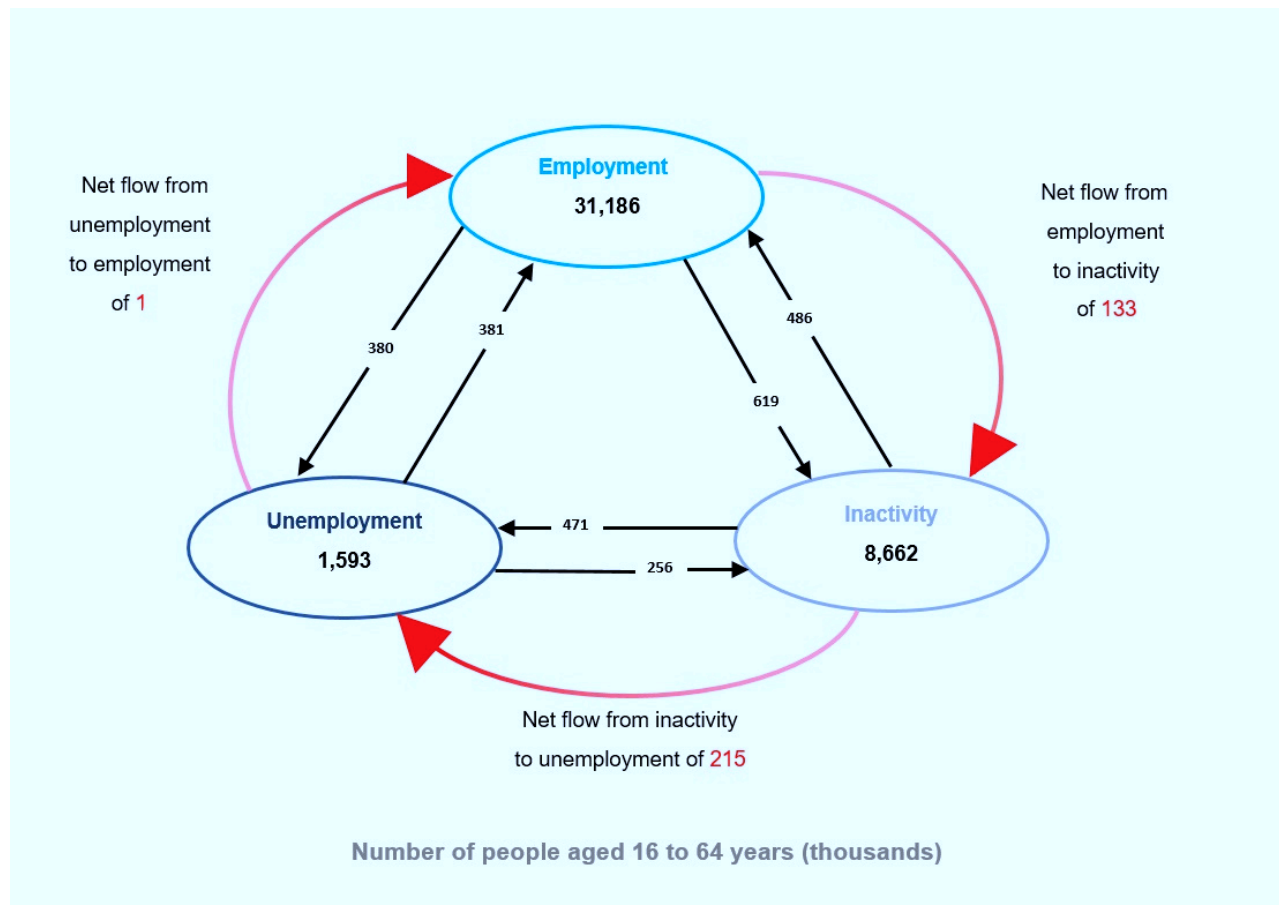 Employment
31,186
Net flow from
unemployment
to employment
of 1
Net flow from
employment
to inactivity
of 133
380
381
619
486
Unemployment
1,593
471
256
Inactivity
8,662
Net flow from inactivity
to unemployment of 215
Number of people aged 16 to 64 years (thousands)